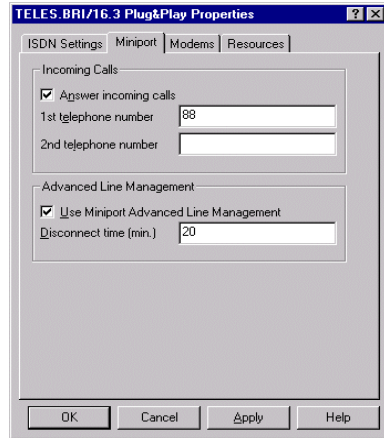 TELES.BRI/16.3 Plug&Play Properties
ISDN Settings Miniport Modems Resources
Incoming Calls
Answer incoming calls
1st telephone number 88
2nd telephone number
Advanced Line Management
Use Miniport Advanced Line Management
Disconnect time (min.) 20
OK Cancel Apply Help